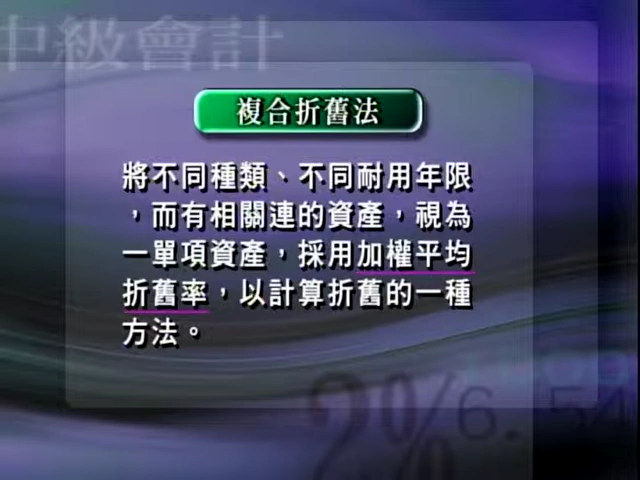 中級會計
複合折舊法
將不同種類、不同耐用年限
，而有相關連的資產，視為
一單項資產，採用加權平均
折舊率，以計算折舊的一種
方法。
2%
6.54